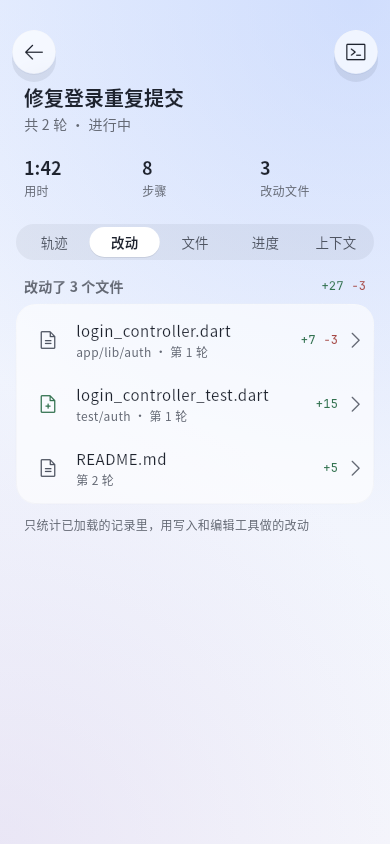 修复登录重复提交
共 2 轮 · 进行中
1:42 8 3
用时 步骤 改动文件
轨迹 改动 文件 进度 上下文
改动了 3 个文件 +27 -3
login_controller.dart +7 -3
app/lib/auth · 第 1 轮
login_controller_test.dart +15
test/auth · 第 1 轮
README.md +5
第 2 轮
只统计已加载的记录里，用写入和编辑工具做的改动